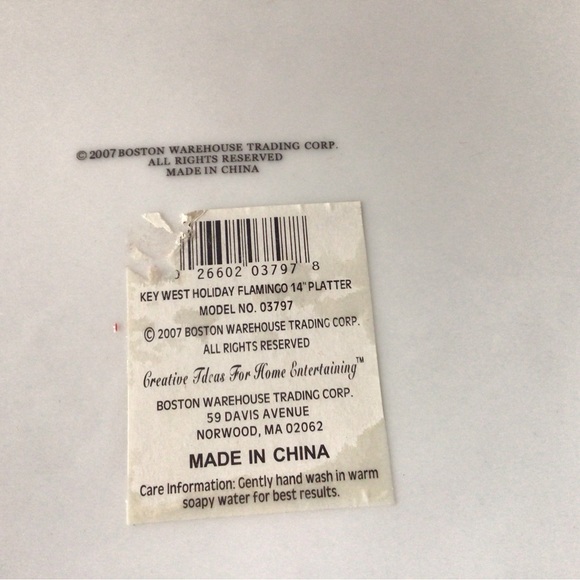 © 2007 BOSTON WAREHOUSE TRADING CORP.
ALL RIGHTS RESERVED
MADE IN CHINA
0 26602 03797 8
KEY WEST HOLIDAY FLAMINGO 14" PLATTER
MODEL NO. 03797
© 2007 BOSTON WAREHOUSE TRADING CORP.
ALL RIGHTS RESERVED
Creative Ideas For Home Entertaining™
BOSTON WAREHOUSE TRADING CORP.
59 DAVIS AVENUE
NORWOOD, MA 02062
MADE IN CHINA
Care Information: Gently hand wash in warm
soapy water for best results.